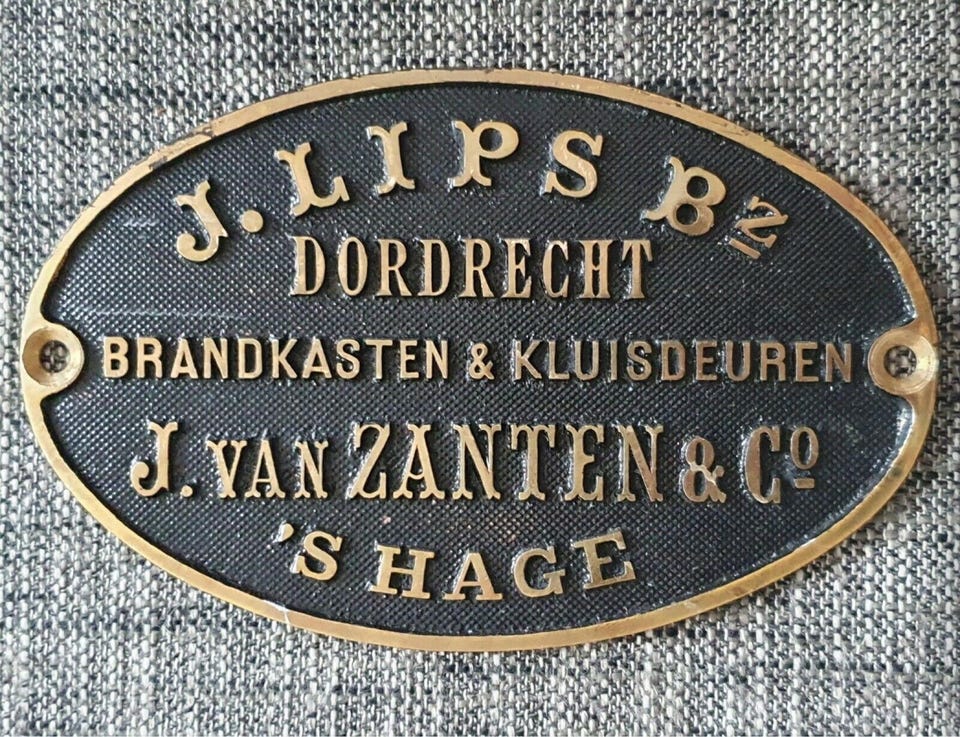 J. LIPS Bz
DORDRECHT
BRANDKASTEN & KLUISDEUREN
J. VAN ZANTEN & Co
'S HAGE